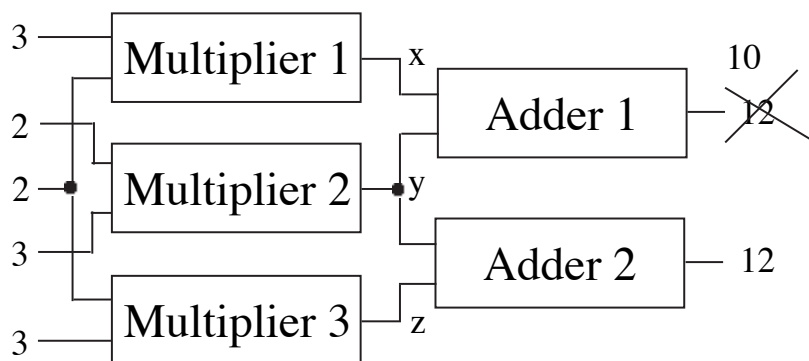 3
Multiplier 1
x
10
12
Adder 1
2
2
Multiplier 2
y
3
Adder 2
12
Multiplier 3
z
3